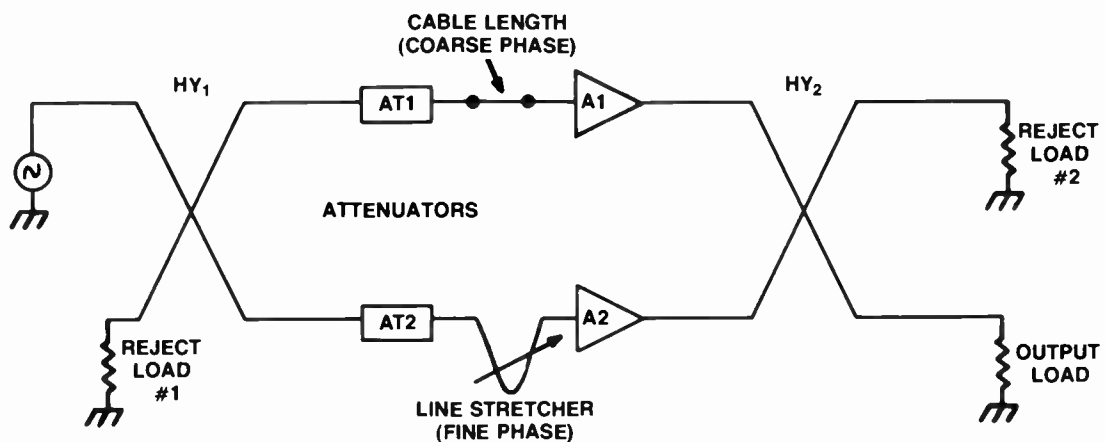 CABLE LENGTH
(COARSE PHASE)
HY1
AT1
A1
HY2
REJECT
LOAD
#2
ATTENUATORS
AT2
A2
REJECT
LOAD
#1
LINE STRETCHER
(FINE PHASE)
OUTPUT
LOAD